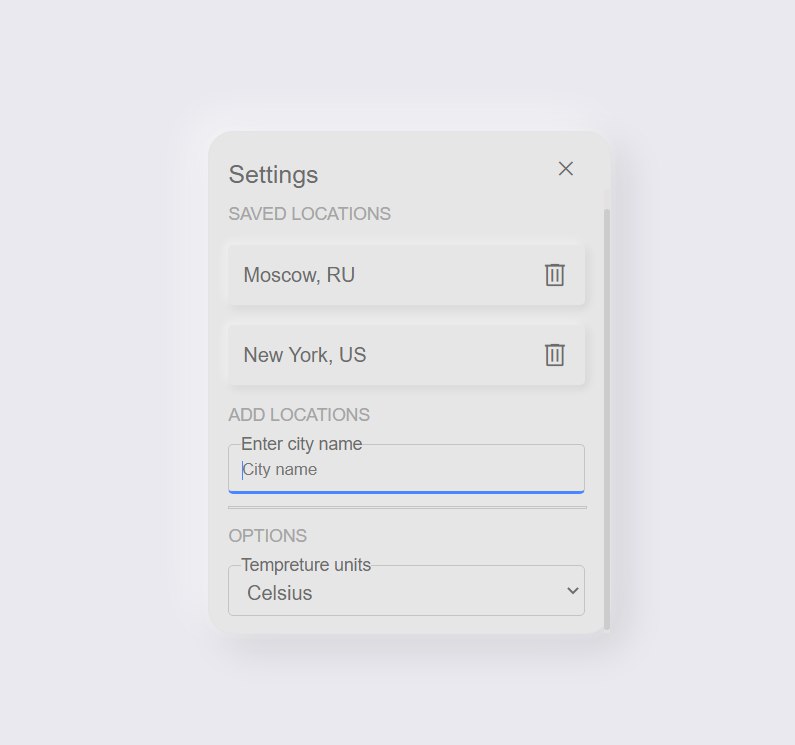 Settings
SAVED LOCATIONS
Moscow, RU
New York, US
ADD LOCATIONS
Enter city name
City name
OPTIONS
Tempreture units
Celsius